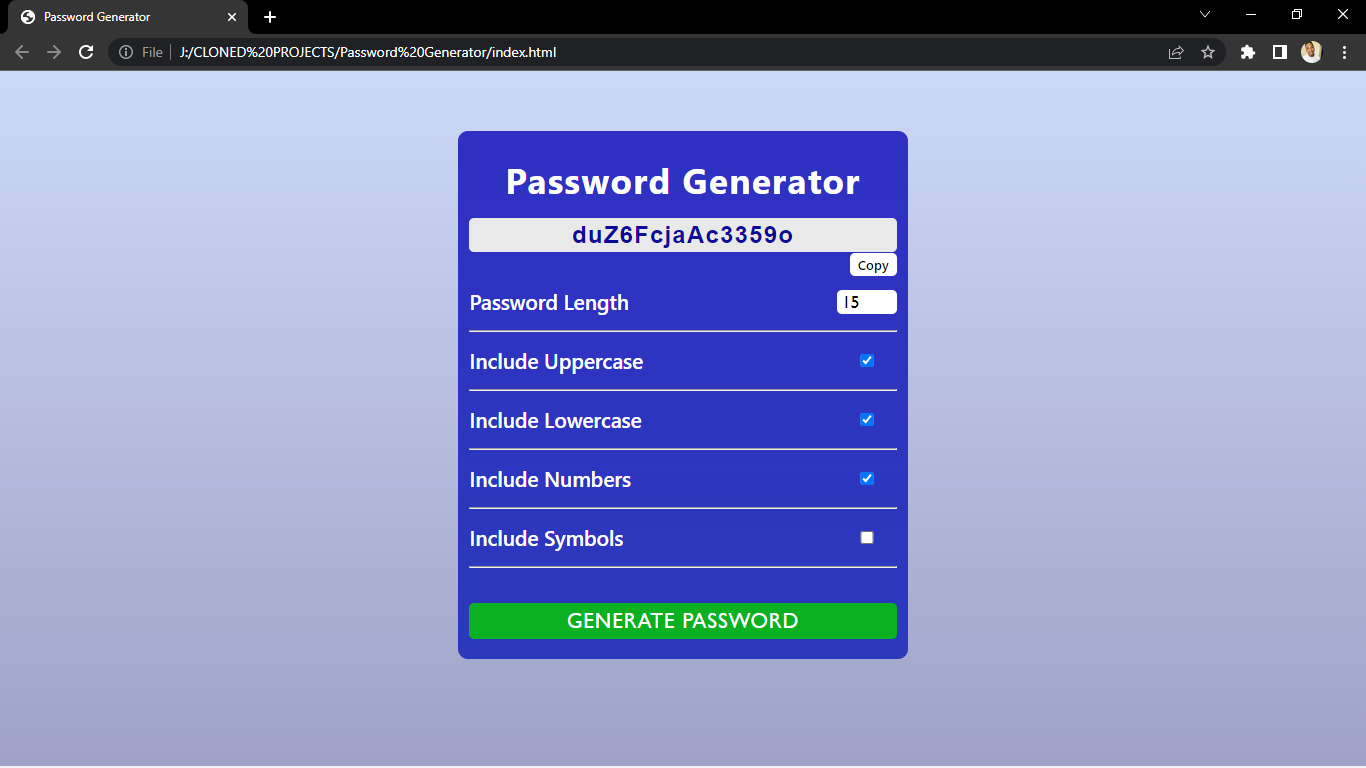 Password Generator
File
J:/CLONED%20PROJECTS/Password%20Generator/index.html
Password Generator
duZ6FcjaAc3359o
Copy
Password Length 15
Include Uppercase
Include Lowercase
Include Numbers
Include Symbols
GENERATE PASSWORD